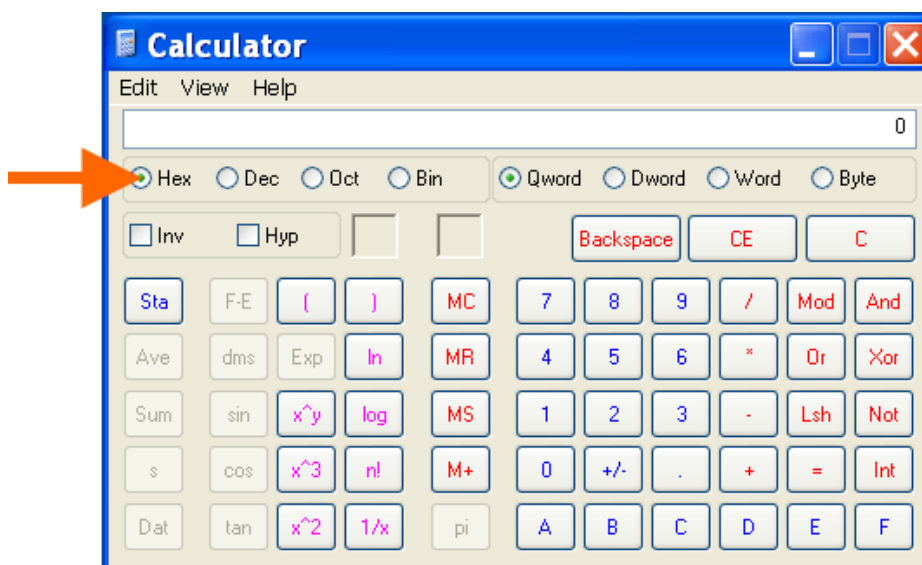 Calculator
Edit View Help
0
Hex Dec Oct Bin Qword Dword Word Byte
Inv Hyp Backspace CE C
Sta F-E ( ) MC 7 8 9 / Mod And
Ave dms Exp ln MR 4 5 6 * Or Xor
Sum sin x^y log MS 1 2 3 - Lsh Not
s cos x^3 n! M+ 0 +/- . + = Int
Dat tan x^2 1/x pi A B C D E F